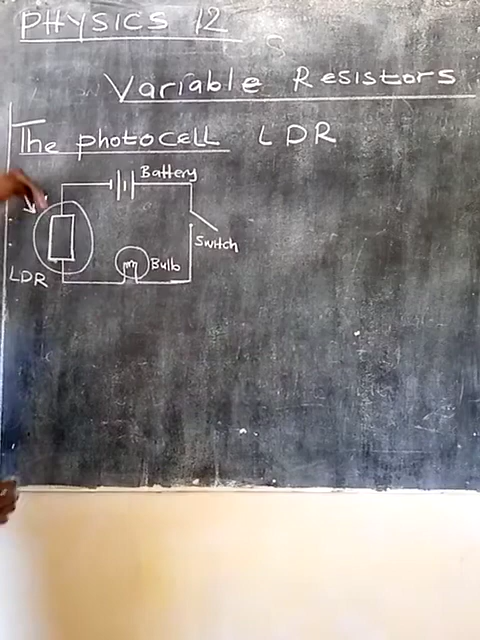 PHYSICS 12
Variable Resistors
The photocell LDR
Battery
Switch
Bulb
LDR